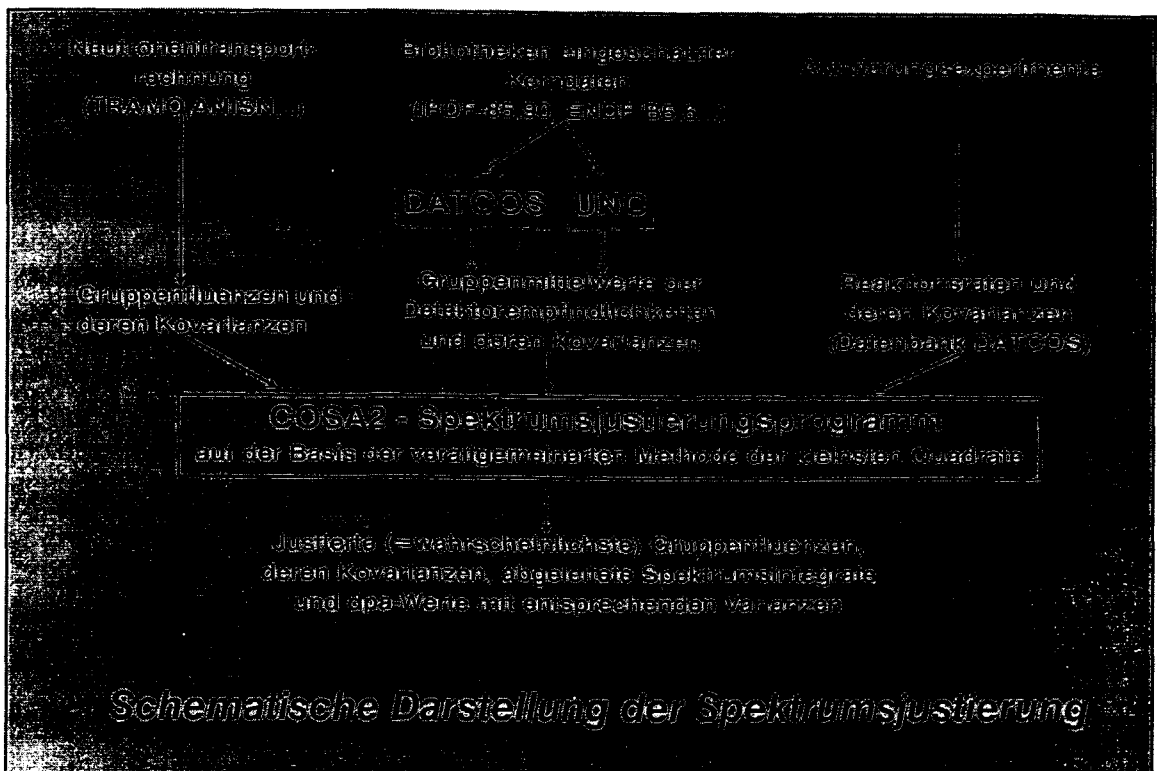 Neutronentransport-
rechnung
(TRAMO,ANISN,..)
Bibliotheken eingeschätzter
Kerndaten
(IRDF-85,90, ENDF/B6,...)
Aktivierungsexperimente
DATCOS UNC
Gruppenfluenzen und
deren Kovarianzen
Gruppenmittelwerte der
Detektorempfindlichkeiten
und deren Kovarianzen
Reaktionsraten und
deren Kovarianzen
(Datenbank DATCOS)
COSA2 - Spektrumsjustierungsprogramm
auf der Basis der verallgemeinerten Methode der kleinsten Quadrate
Justierte (=wahrscheinlichste) Gruppenfluenzen,
deren Kovarianzen, abgeleitete Spektrumsintegrale
und dpa-Werte mit entsprechenden Varianzen
Schematische Darstellung der Spektrumsjustierung